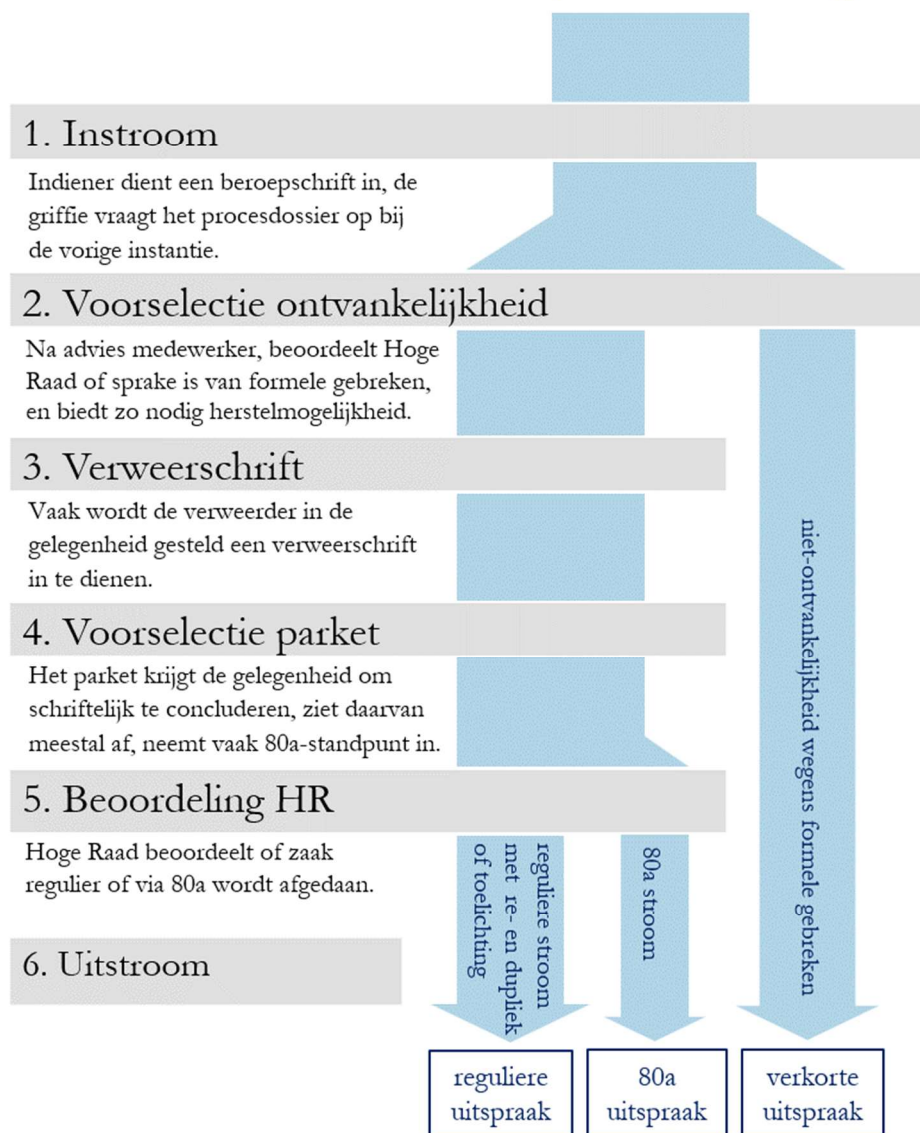 1. Instroom
Indiener dient een beroepschrift in, de
griffie vraagt het procesdossier op bij
de vorige instantie.
2. Voorselectie ontvankelijkheid
Na advies medewerker, beoordeelt Hoge
Raad of sprake is van formele gebreken,
en biedt zo nodig herstelmogelijkheid.
3. Verweerschrift
Vaak wordt de verweerder in de
gelegenheid gesteld een verweerschrift
in te dienen.
4. Voorselectie parket
Het parket krijgt de gelegenheid om
schriftelijk te concluderen, ziet daarvan
meestal af, neemt vaak 80a-standpunt in.
5. Beoordeling HR
Hoge Raad beoordeelt of zaak
regulier of via 80a wordt afgedaan.
6. Uitstroom
reguliere stroom
met re- en dupliek
of toelichting
80a stroom
niet-ontvankelijkheid wegens formele gebreken
reguliere
uitspraak
80a
uitspraak
verkorte
uitspraak